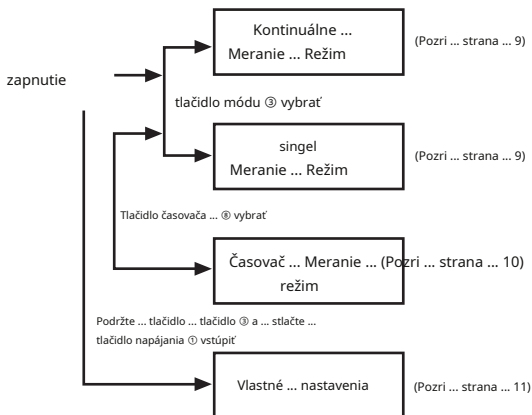 Kontinuálne ...
Meranie ... Režim
(Pozri ... strana ... 9)
zapnutie
tlačidlo módu ③ vybrať
singel
Meranie ... Režim
(Pozri ... strana ... 9)
Tlačidlo časovača ... ⑧ vybrať
Časovač ... Meranie ... (Pozri ... strana ... 10)
režim
Podržte ... tlačidlo ... tlačidlo ③ a ... stlačte ...
tlačidlo napájania ① vstúpiť
Vlastné ... nastavenia
(Pozri ... strana ... 11)